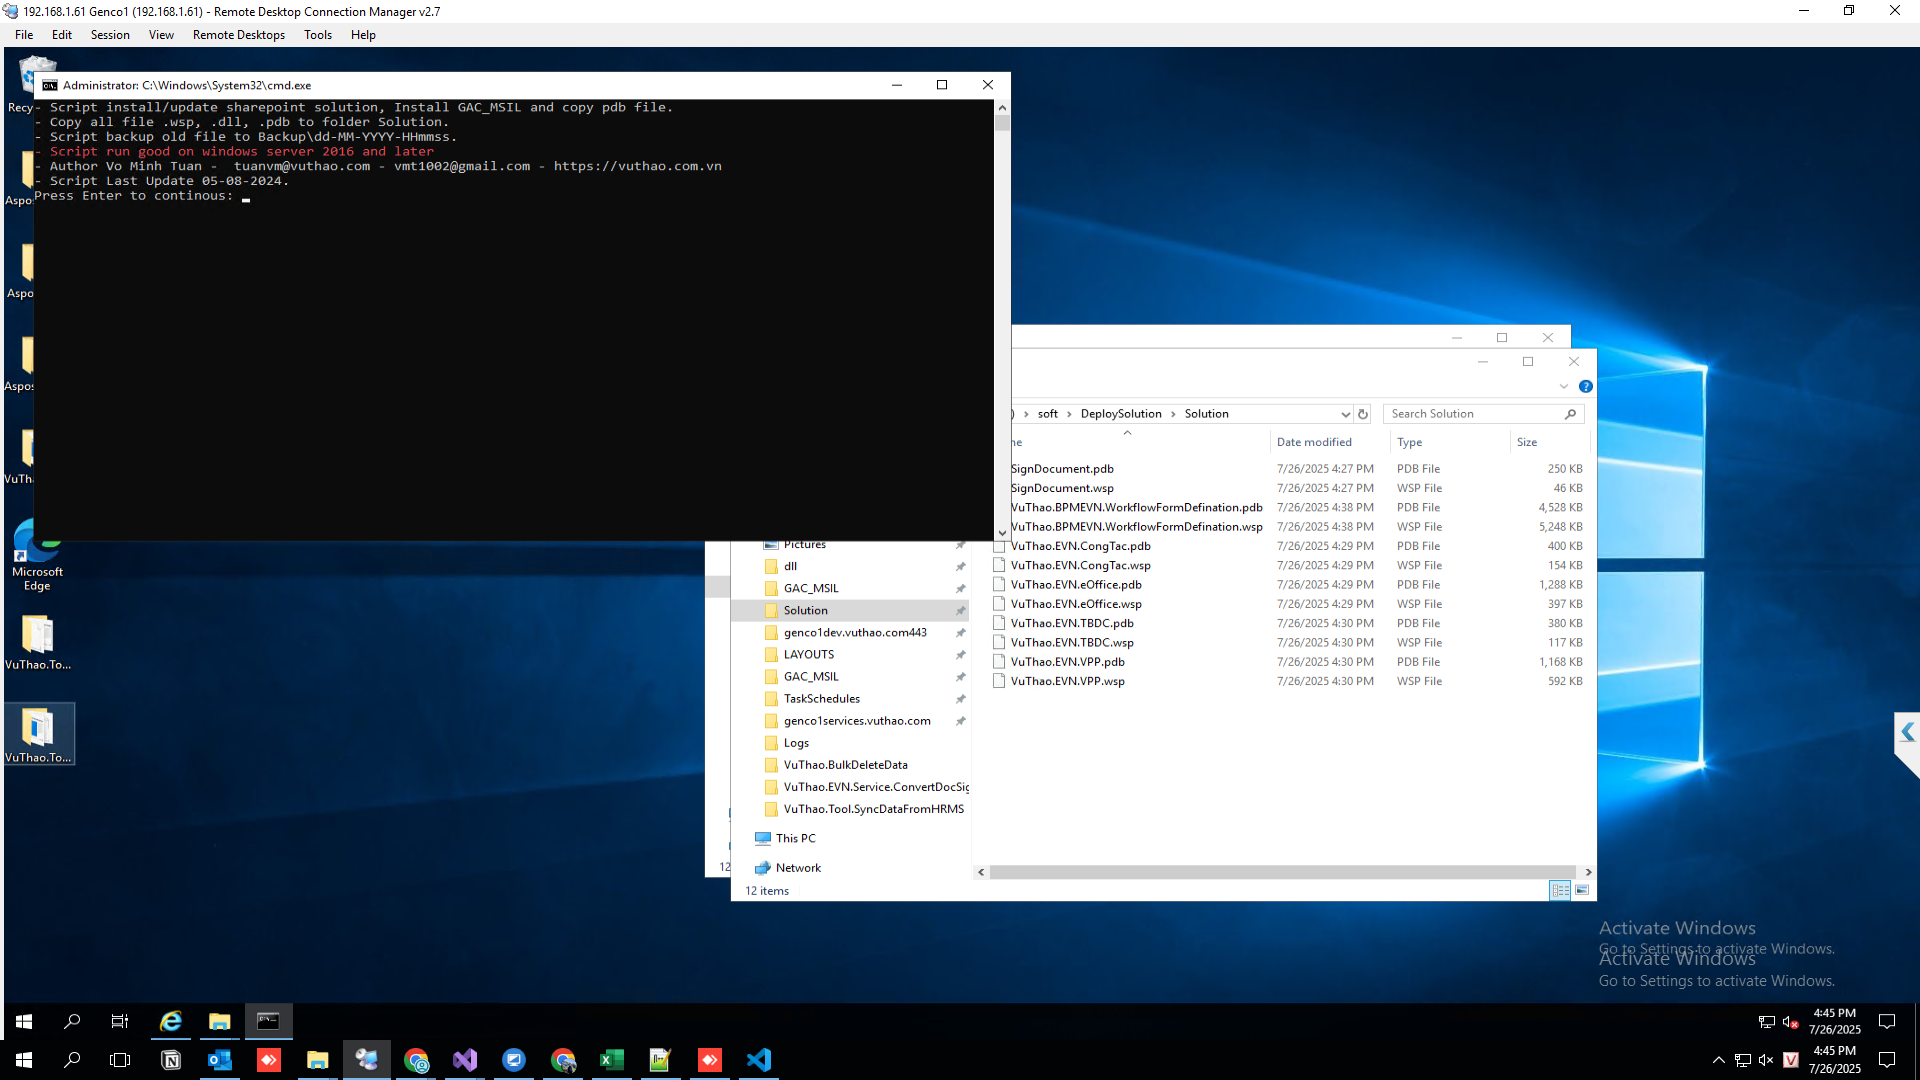 192.168.1.61 Genco1 (192.168.1.61) - Remote Desktop Connection Manager v2.7
File Edit Session View Remote Desktops Tools Help
Administrator: C:\Windows\System32\cmd.exe
- Script install/update sharepoint solution, Install GAC_MSIL and copy pdb file.
- Copy all file .wsp, .dll, .pdb to folder Solution.
- Script backup old file to Backup\dd-MM-YYYY-HHmmss.
- Script run good on windows server 2016 and later
- Author Vo Minh Tuan -  tuanvm@vuthao.com - vmt1002@gmail.com - https://vuthao.com.vn
- Script Last Update 05-08-2024.
Press Enter to continous:
Recy
Aspo
Aspo
Aspos
VuTh
Microsoft
Edge
VuThao.To...
VuThao.To...
soft > DeploySolution > Solution
Search Solution
ne Date modified Type Size
SignDocument.pdb 7/26/2025 4:27 PM PDB File 250 KB
SignDocument.wsp 7/26/2025 4:27 PM WSP File 46 KB
VuThao.BPMEVN.WorkflowFormDefination.pdb 7/26/2025 4:38 PM PDB File 4,528 KB
VuThao.BPMEVN.WorkflowFormDefination.wsp 7/26/2025 4:38 PM WSP File 5,248 KB
VuThao.EVN.CongTac.pdb 7/26/2025 4:29 PM PDB File 400 KB
VuThao.EVN.CongTac.wsp 7/26/2025 4:29 PM WSP File 154 KB
VuThao.EVN.eOffice.pdb 7/26/2025 4:29 PM PDB File 1,288 KB
VuThao.EVN.eOffice.wsp 7/26/2025 4:29 PM WSP File 397 KB
VuThao.EVN.TBDC.pdb 7/26/2025 4:30 PM PDB File 380 KB
VuThao.EVN.TBDC.wsp 7/26/2025 4:30 PM WSP File 117 KB
VuThao.EVN.VPP.pdb 7/26/2025 4:30 PM PDB File 1,168 KB
VuThao.EVN.VPP.wsp 7/26/2025 4:30 PM WSP File 592 KB
Pictures
dll
GAC_MSIL
Solution
genco1dev.vuthao.com443
LAYOUTS
GAC_MSIL
TaskSchedules
genco1services.vuthao.com
Logs
VuThao.BulkDeleteData
VuThao.EVN.Service.ConvertDocSig
VuThao.Tool.SyncDataFromHRMS
This PC
Network
12
12 items
Activate Windows
Go to Settings to activate Windows.
Activate Windows
Go to Settings to activate Windows.
4:45 PM
7/26/2025
4:45 PM
7/26/2025